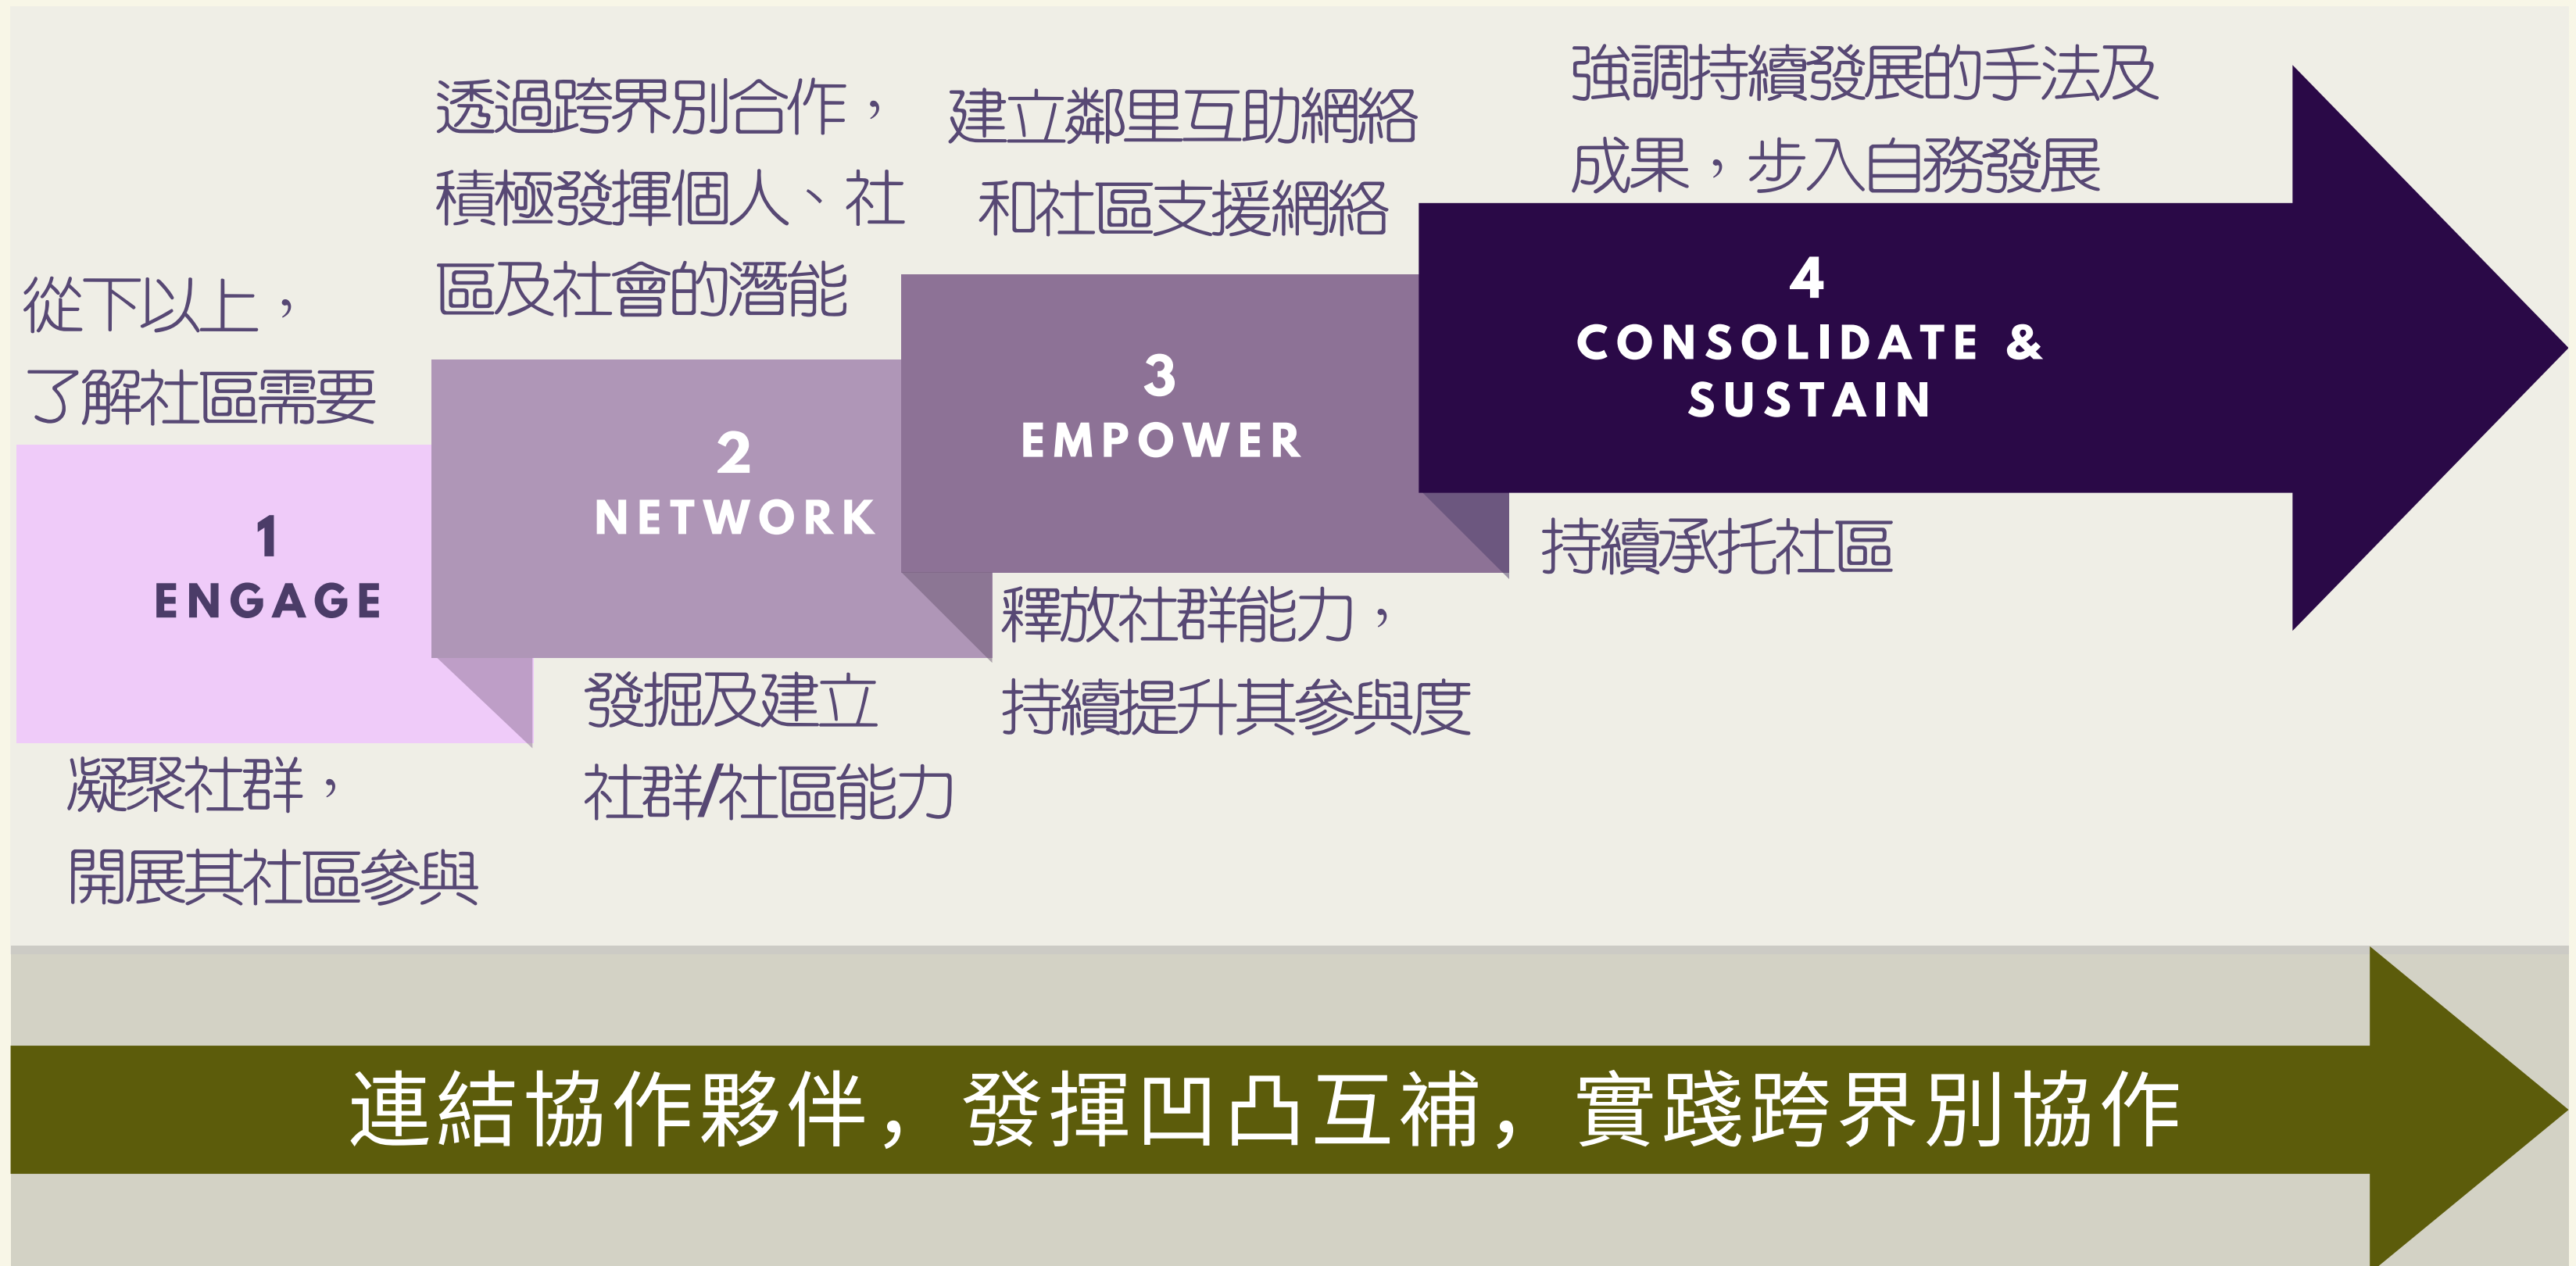 從下以上，
了解社區需要
1
ENGAGE
凝聚社群，
開展其社區參與
透過跨界別合作，
積極發揮個人、社
區及社會的潛能
2
NETWORK
發掘及建立
社群/社區能力
建立鄰里互助網絡
和社區支援網絡
3
EMPOWER
釋放社群能力，
持續提升其參與度
強調持續發展的手法及
成果，步入自務發展
4
CONSOLIDATE &
SUSTAIN
持續承托社區
連結協作夥伴，發揮凹凸互補，實踐跨界別協作